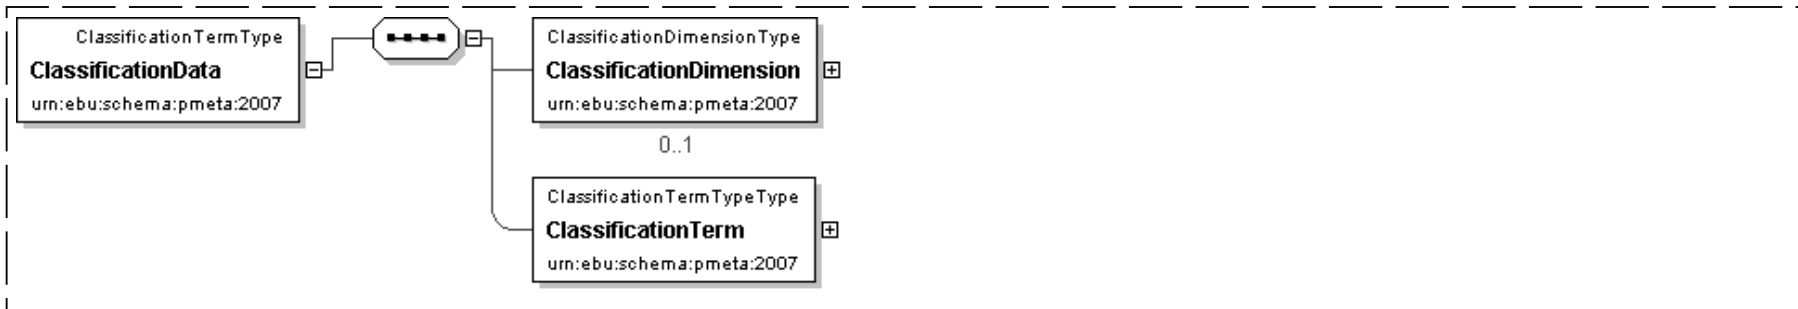 ClassificationTermType
ClassificationData
urn:ebu:schema:pmeta:2007
ClassificationDimensionType
ClassificationDimension
urn:ebu:schema:pmeta:2007
0..1
ClassificationTermTypeType
ClassificationTerm
urn:ebu:schema:pmeta:2007